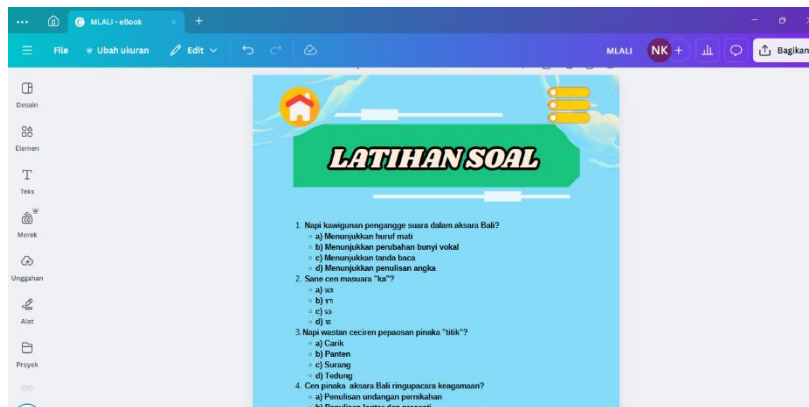 MLALI - eBook
File
Ubah ukuran
Edit
MLALI
NK
Bagikan
Desain
Elemen
Teks
Merek
Unggahan
Alat
Proyek
LATIHAN SOAL
1. Napi kawigunan pengangge suara dalam aksara Bali?
a) Menunjukkan huruf mati
b) Menunjukkan perubahan bunyi vokal
c) Menunjukkan tanda baca
d) Menunjukkan penulisan angka
2. Sane cen masuara "ka"?
a)
b)
c)
d)
3.Napi wastan ceciren pepaosan pinaka "titik"?
a) Carik
b) Panten
c) Surang
d) Tedung
4. Cen pinaka aksara Bali ringupacara keagamaan?
a) Penulisan undangan pernikahan